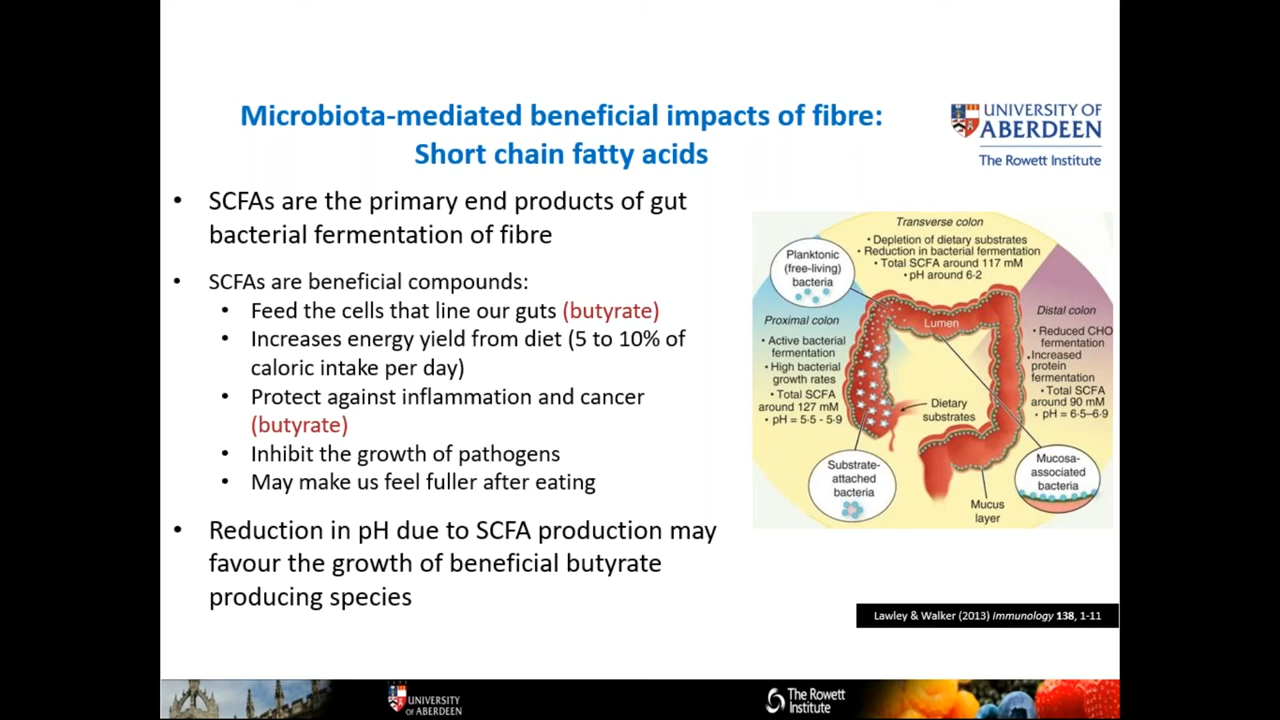 Microbiota-mediated beneficial impacts of fibre:
Short chain fatty acids
UNIVERSITY OF
ABERDEEN
The Rowett Institute
• SCFAs are the primary end products of gut
bacterial fermentation of fibre
• SCFAs are beneficial compounds:
• Feed the cells that line our guts (butyrate)
• Increases energy yield from diet (5 to 10% of
caloric intake per day)
• Protect against inflammation and cancer
(butyrate)
• Inhibit the growth of pathogens
• May make us feel fuller after eating
• Reduction in pH due to SCFA production may
favour the growth of beneficial butyrate
producing species
Transverse colon
• Depletion of dietary substrates
• Reduction in bacterial fermentation
• Total SCFA around 117 mM
• pH around 6·2
Planktonic
(free-living)
bacteria
Proximal colon
• Active bacterial
fermentation
• High bacterial
growth rates
• Total SCFA
around 127 mM
• pH = 5·5 - 5·9
Lumen
Distal colon
• Reduced CHO
fermentation
• Increased
protein
fermentation
• Total SCFA
around 90 mM
• pH = 6·5–6·9
Dietary
substrates
Substrate-
attached
bacteria
Mucosa-
associated
bacteria
Mucus
layer
Lawley & Walker (2013) Immunology 138, 1-11
UNIVERSITY
OF ABERDEEN
The Rowett
Institute